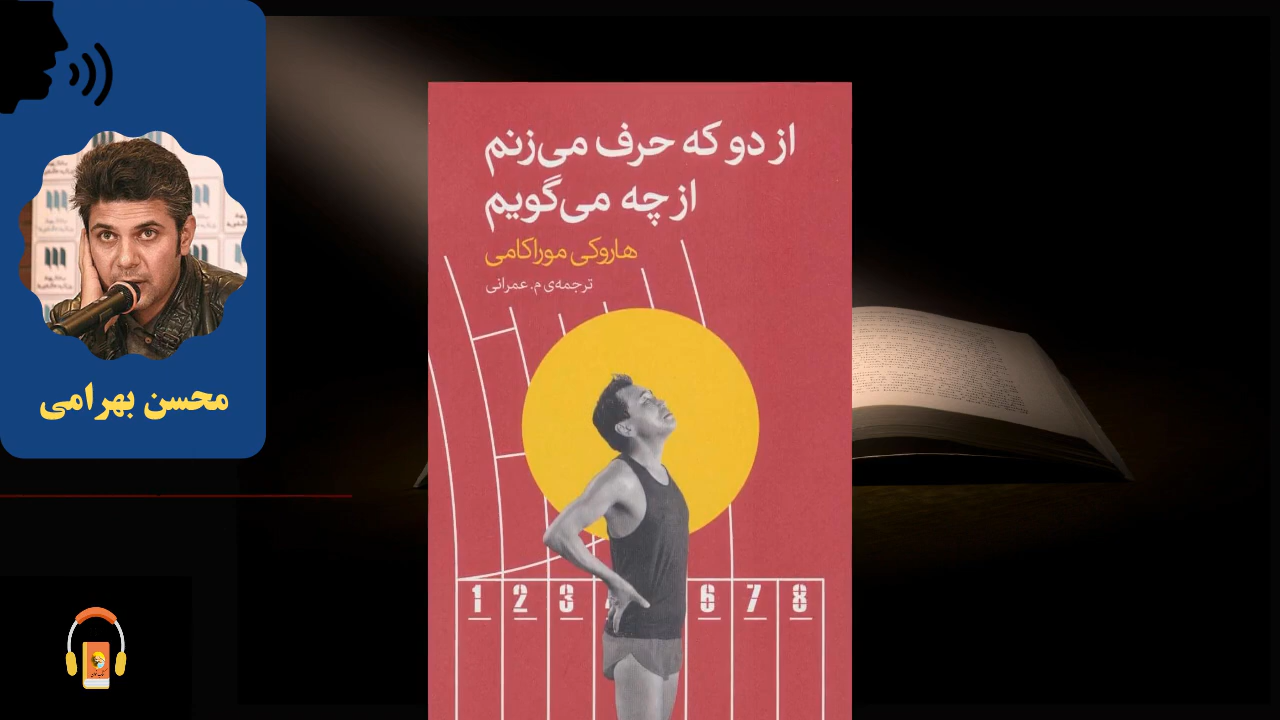 از دو که حرف می‌زنم
از چه می‌گویم
هاروکی موراکامی
ترجمه‌ی م. عمرانی
محسن بهرامی
1 2 3 6 7 8